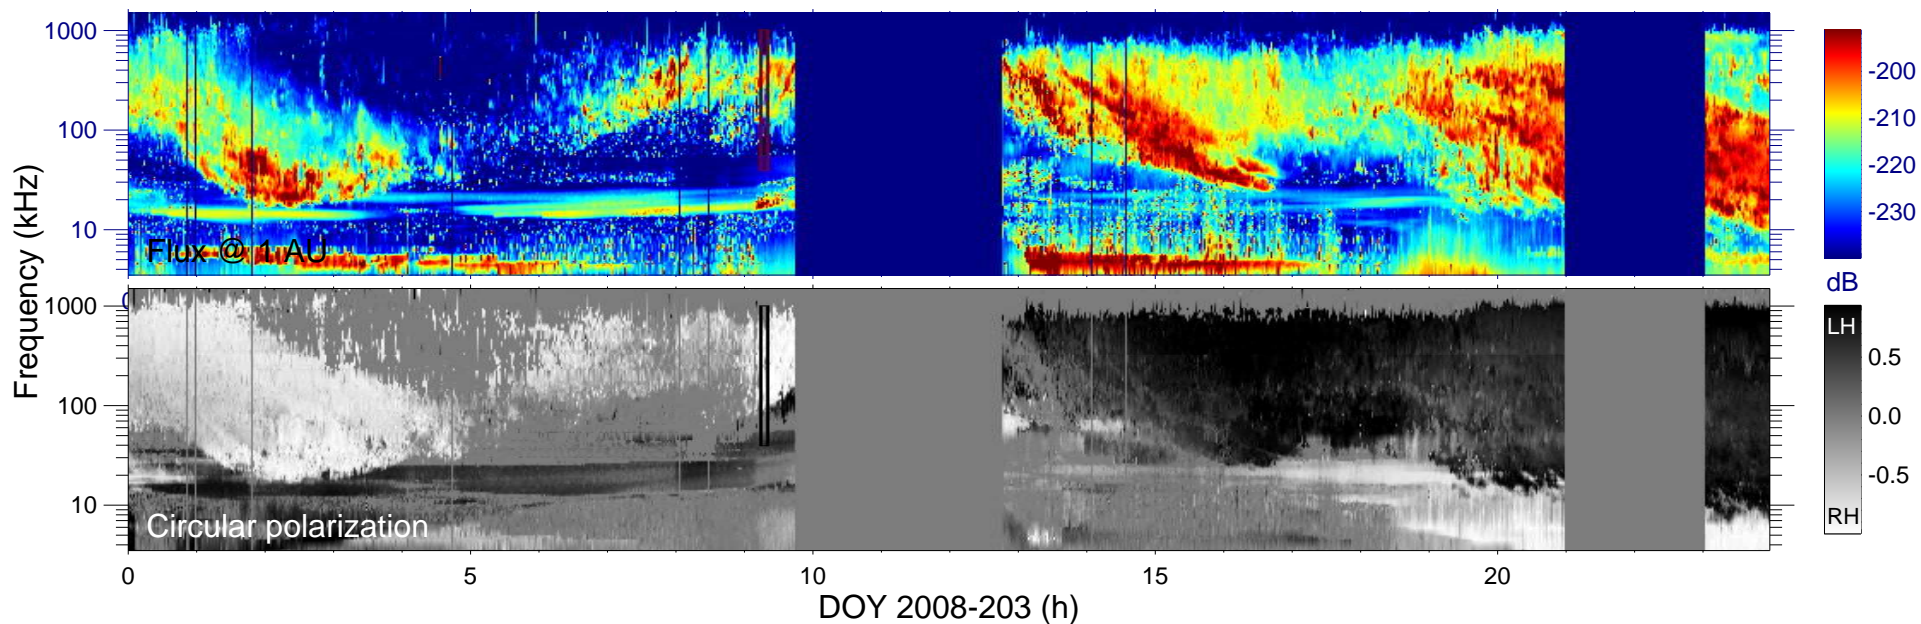 1000
100
10
Flux @ 1 AU
-200
-210
-220
-230
dB
Frequency (kHz)
0
1000
100
10
Circular polarization
LH
0.5
0.0
-0.5
RH
0
5
10
15
20
DOY 2008-203 (h)